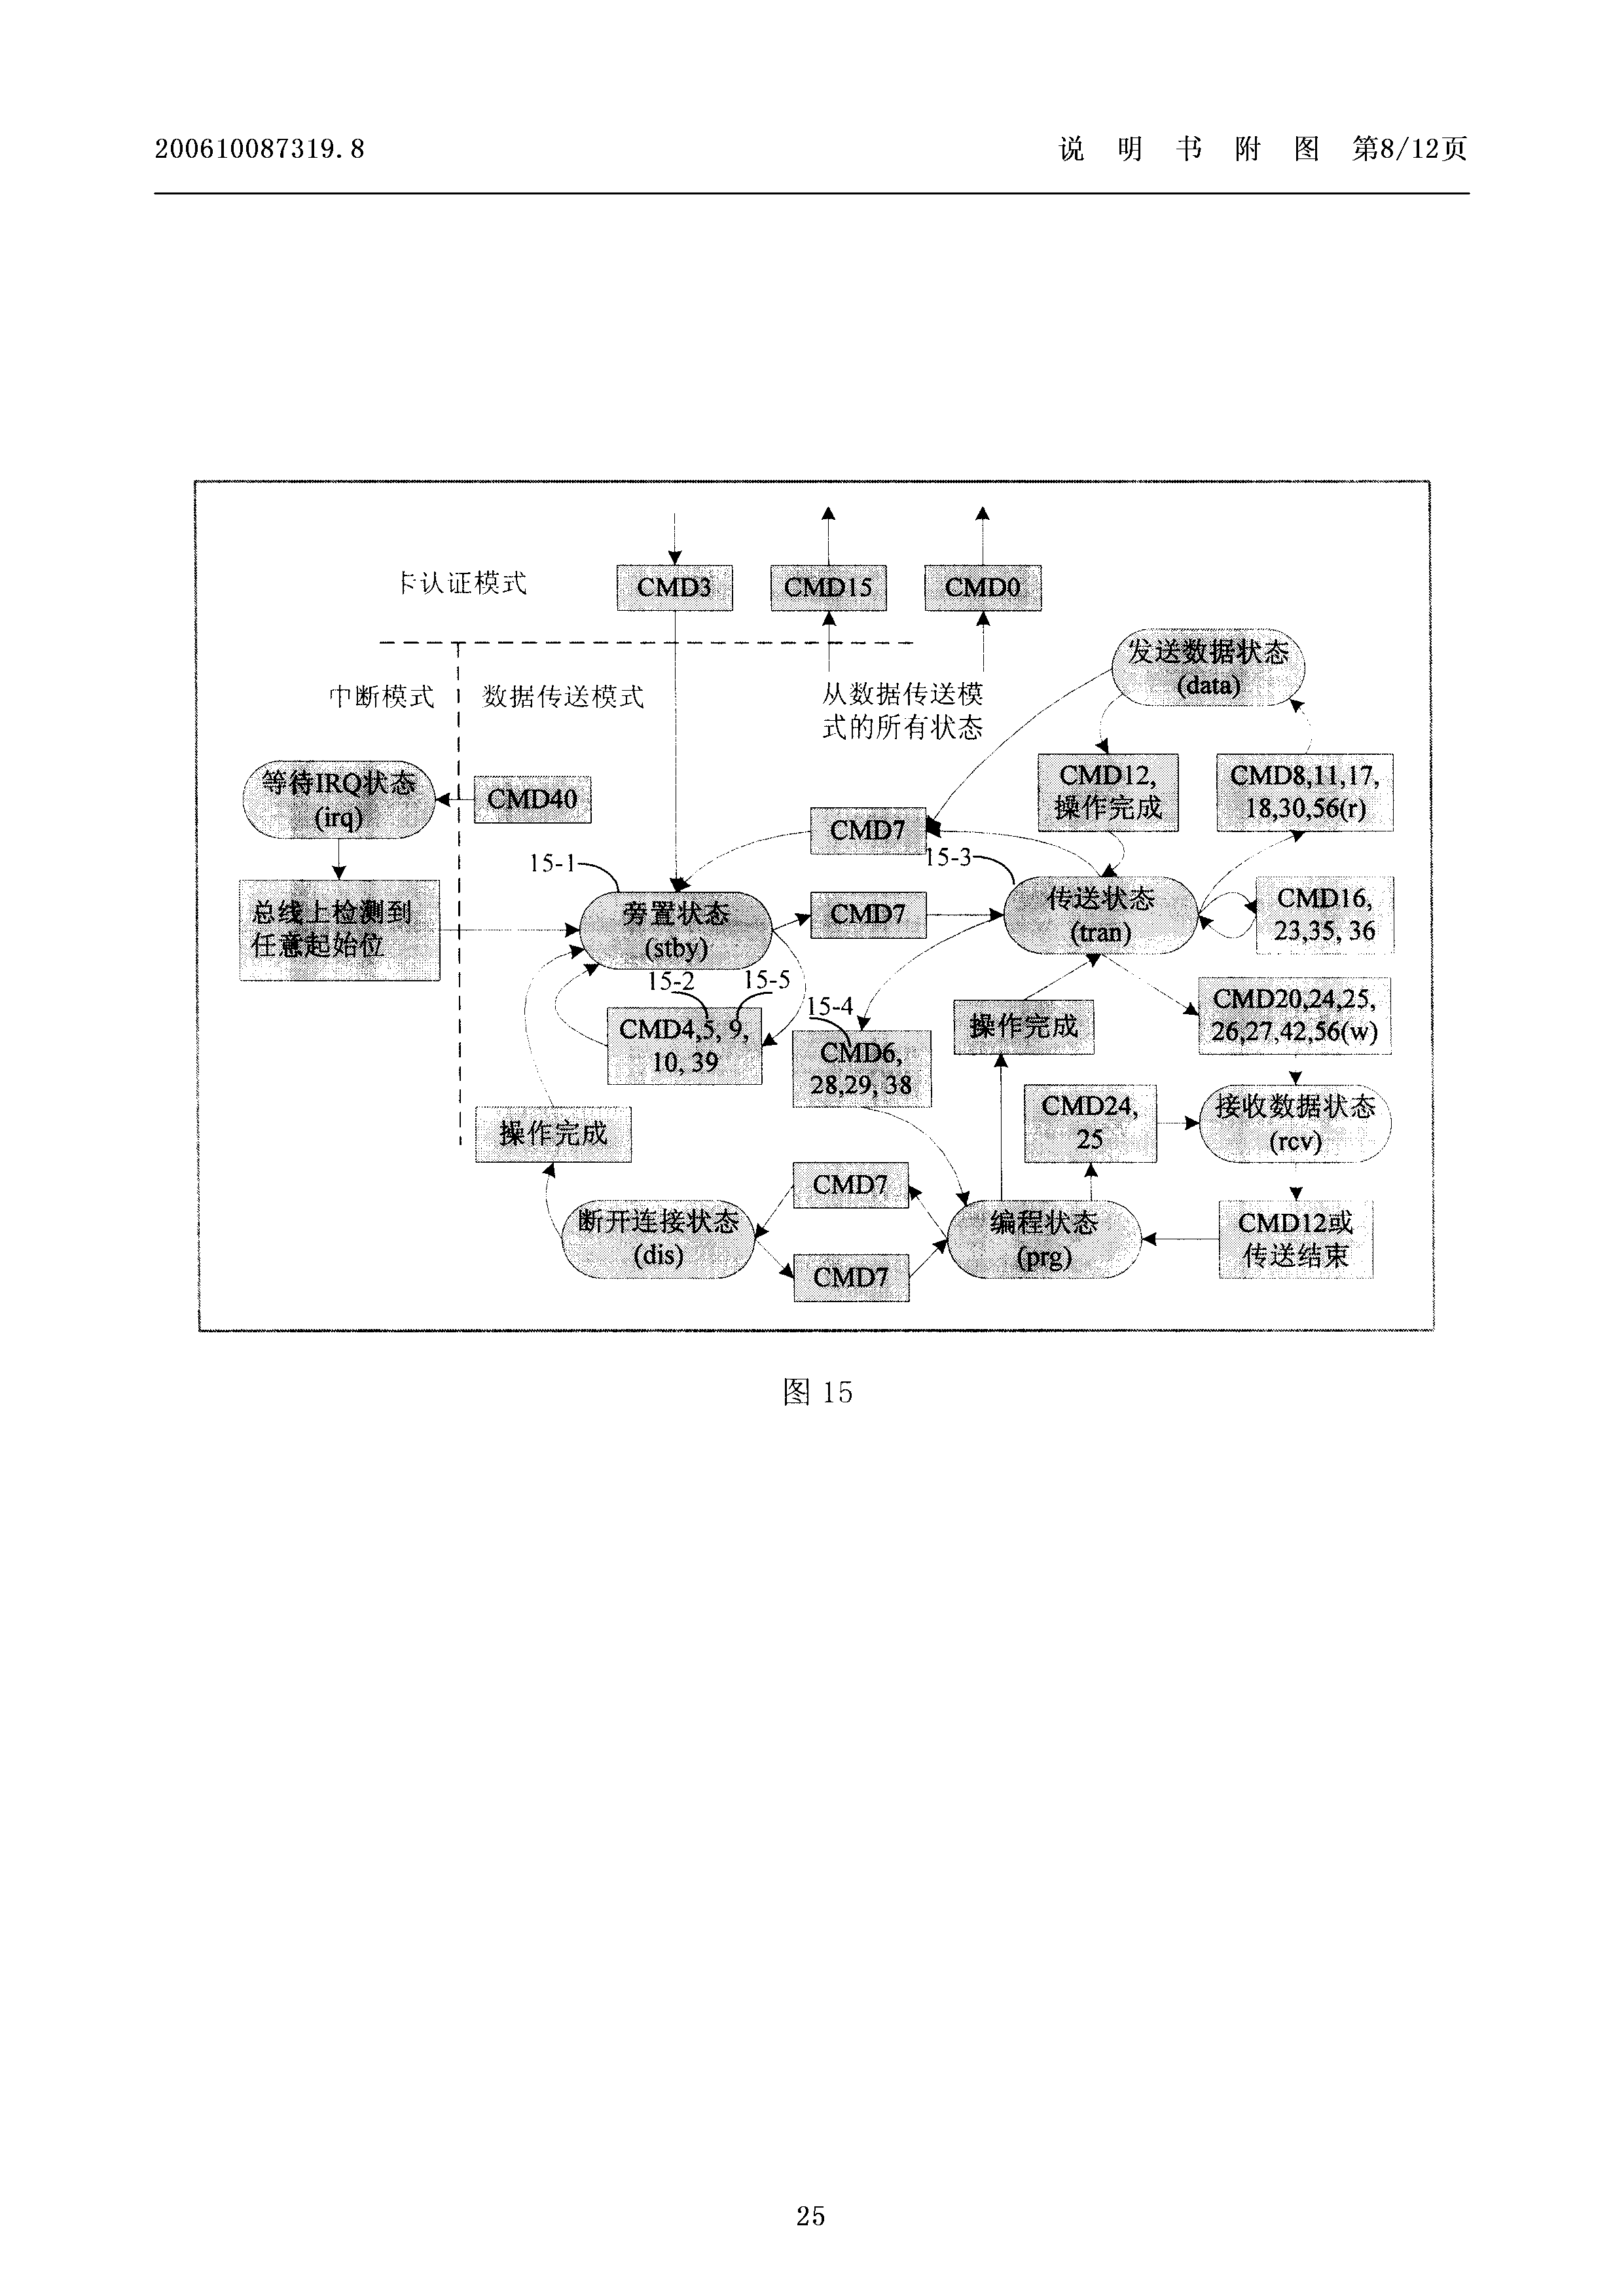 200610087319.8
说 明 书 附 图 第8/12页
卡认证模式
CMD3
CMD15
CMD0
中断模式
数据传送模式
从数据传送模
式的所有状态
发送数据状态
(data)
等待IRQ状态
(irq)
CMD40
CMD7
CMD12,
操作完成
CMD8,11,17,
18,30,56(r)
15-1
15-3
总线上检测到
任意起始位
旁置状态
(stby)
CMD7
传送状态
(tran)
CMD16,
23,35, 36
15-2
15-5
15-4
CMD4,5, 9,
10, 39
CMD6,
28,29, 38
操作完成
CMD20,24,25,
26,27,42,56(w)
操作完成
CMD24,
25
接收数据状态
(rcv)
CMD7
断开连接状态
(dis)
CMD7
编程状态
(prg)
CMD12或
传送结束
图 15
25